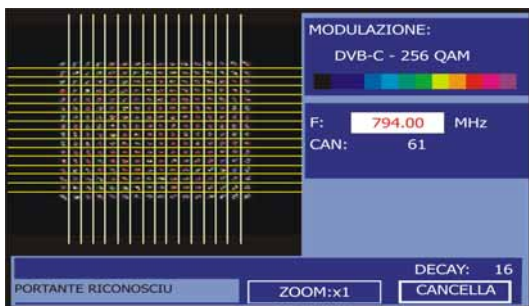 MODULAZIONE:
DVB-C - 256 QAM
F: 794.00 MHz
CAN: 61
DECAY: 16
PORTANTE RICONOSCIU
ZOOM:x1
CANCELLA